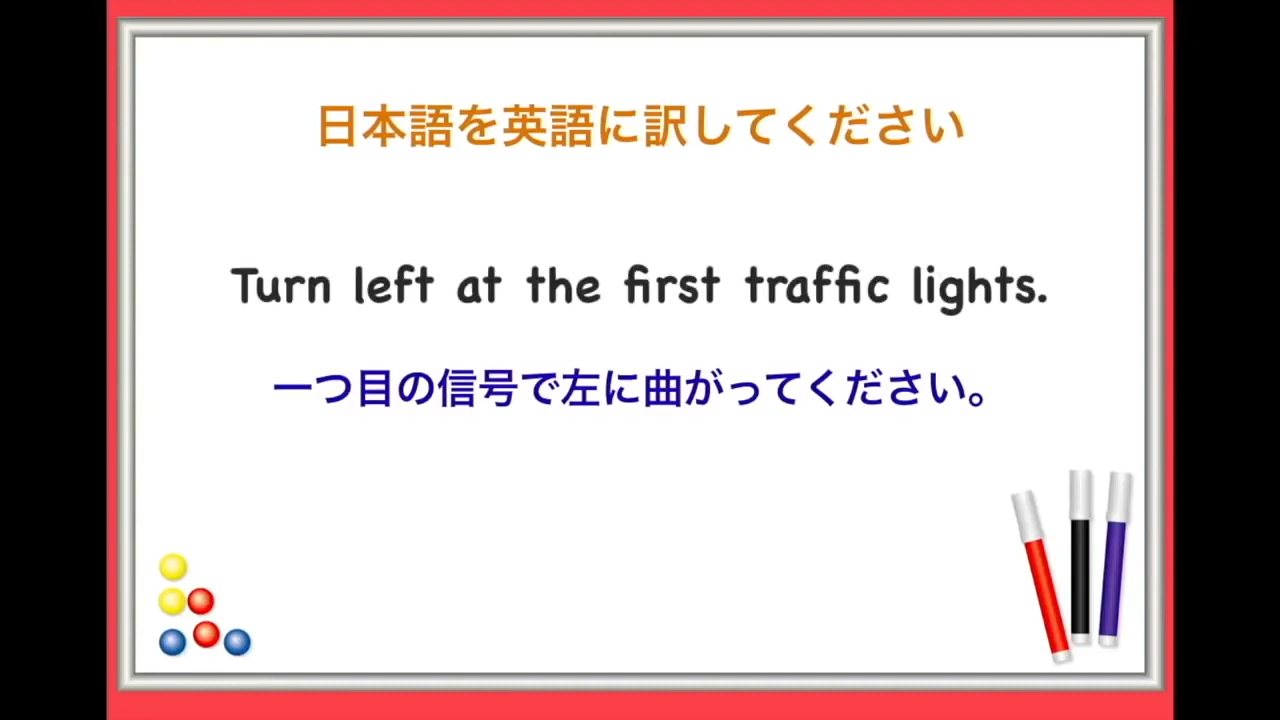 日本語を英語に訳してください
Turn left at the first traffic lights.
一つ目の信号で左に曲がってください。